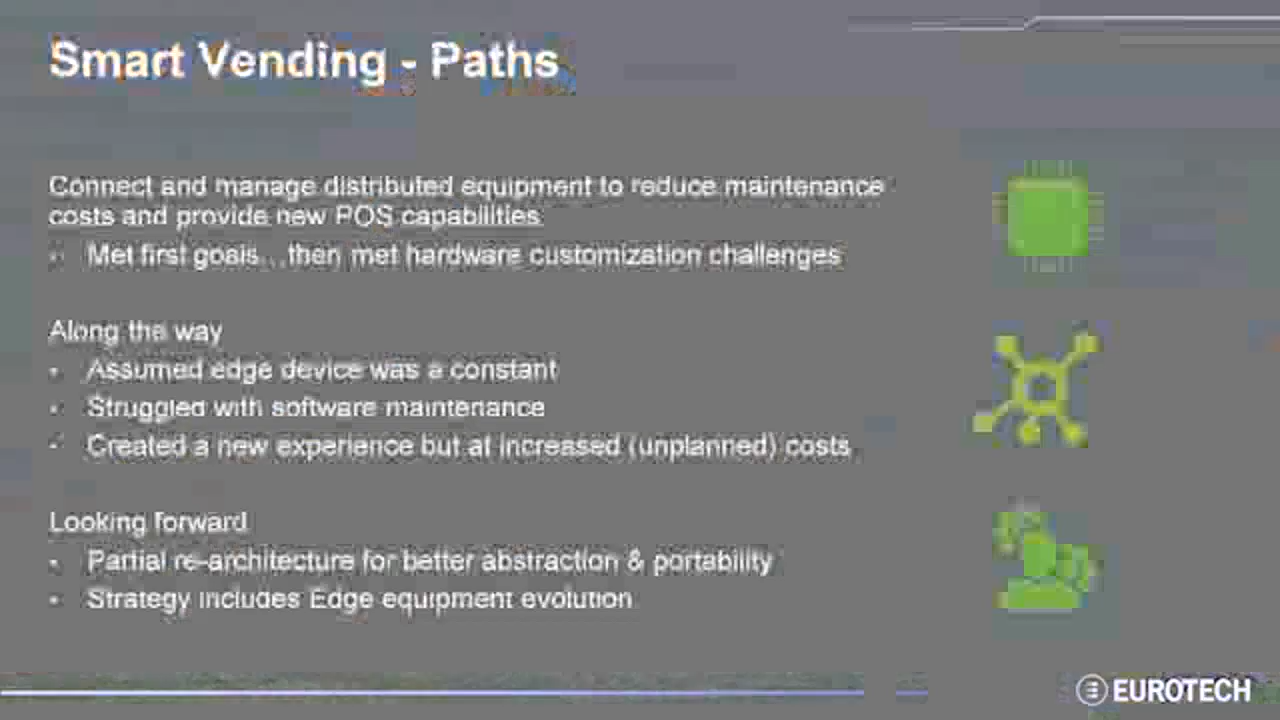 Smart Vending - Paths
Connect and manage distributed equipment to reduce maintenance
costs and provide new POS capabilities
• Met first goals…then met hardware customization challenges
Along the way
• Assumed edge device was a constant
• Struggled with software maintenance
• Created a new experience but at increased (unplanned) costs
Looking forward
• Partial re-architecture for better abstraction & portability
• Strategy includes Edge equipment evolution
EUROTECH